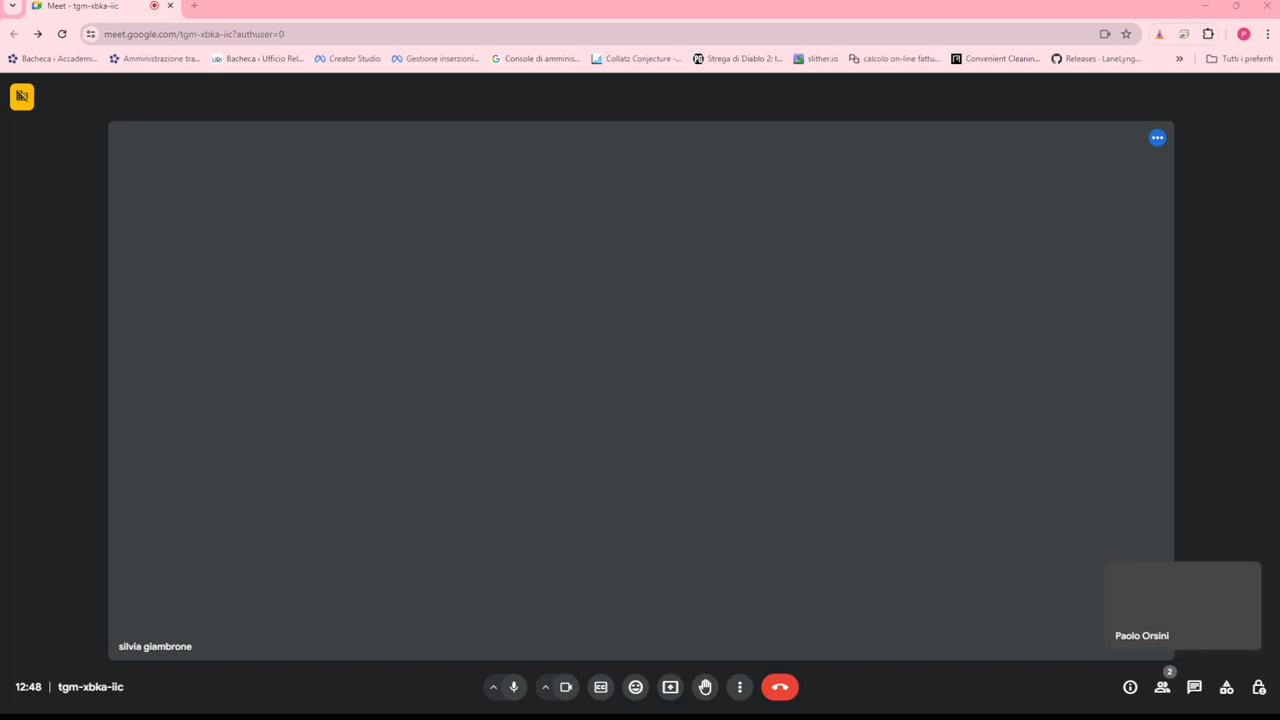 Meet - tgm-xbka-iic
meet.google.com/tgm-xbka-iic?authuser=0
Bacheca ‹ Accademi... Amministrazione tra... Bacheca ‹ Ufficio Rel... Creator Studio Gestione inserzioni... Console di amminis... Collatz Conjecture -... Strega di Diablo 2: I... slither.io calcolo on-line fattu... Convenient Cleanin... Releases · LaneLyng... » Tutti i preferiti
silvia giambrone
Paolo Orsini
2
12:48 | tgm-xbka-iic